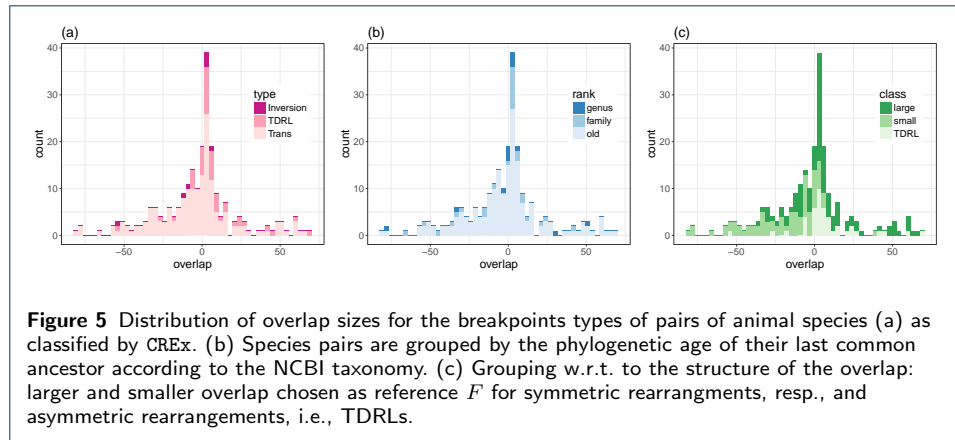 (a)
40
30
20
10
0
count
-50
0
50
overlap
type
Inversion
TDRL
Trans
(b)
40
30
20
10
0
count
-50
0
50
overlap
rank
genus
family
old
(c)
40
30
20
10
0
count
-50
0
50
overlap
class
large
small
TDRL
Figure 5 Distribution of overlap sizes for the breakpoints types of pairs of animal species (a) as
classified by CREx. (b) Species pairs are grouped by the phylogenetic age of their last common
ancestor according to the NCBI taxonomy. (c) Grouping w.r.t. to the structure of the overlap:
larger and smaller overlap chosen as reference F for symmetric rearrangments, resp., and
asymmetric rearrangements, i.e., TDRLs.